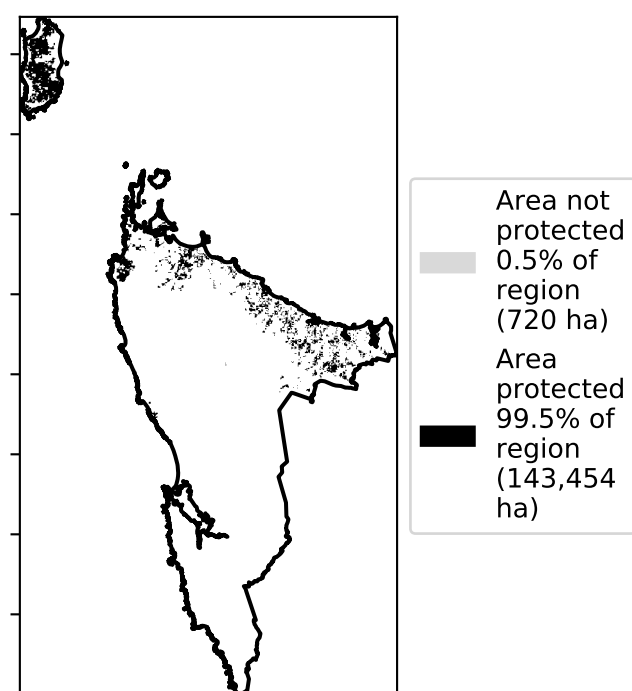 Area not
protected
0.5% of
region
(720 ha)
Area
protected
99.5% of
region
(143,454
ha)